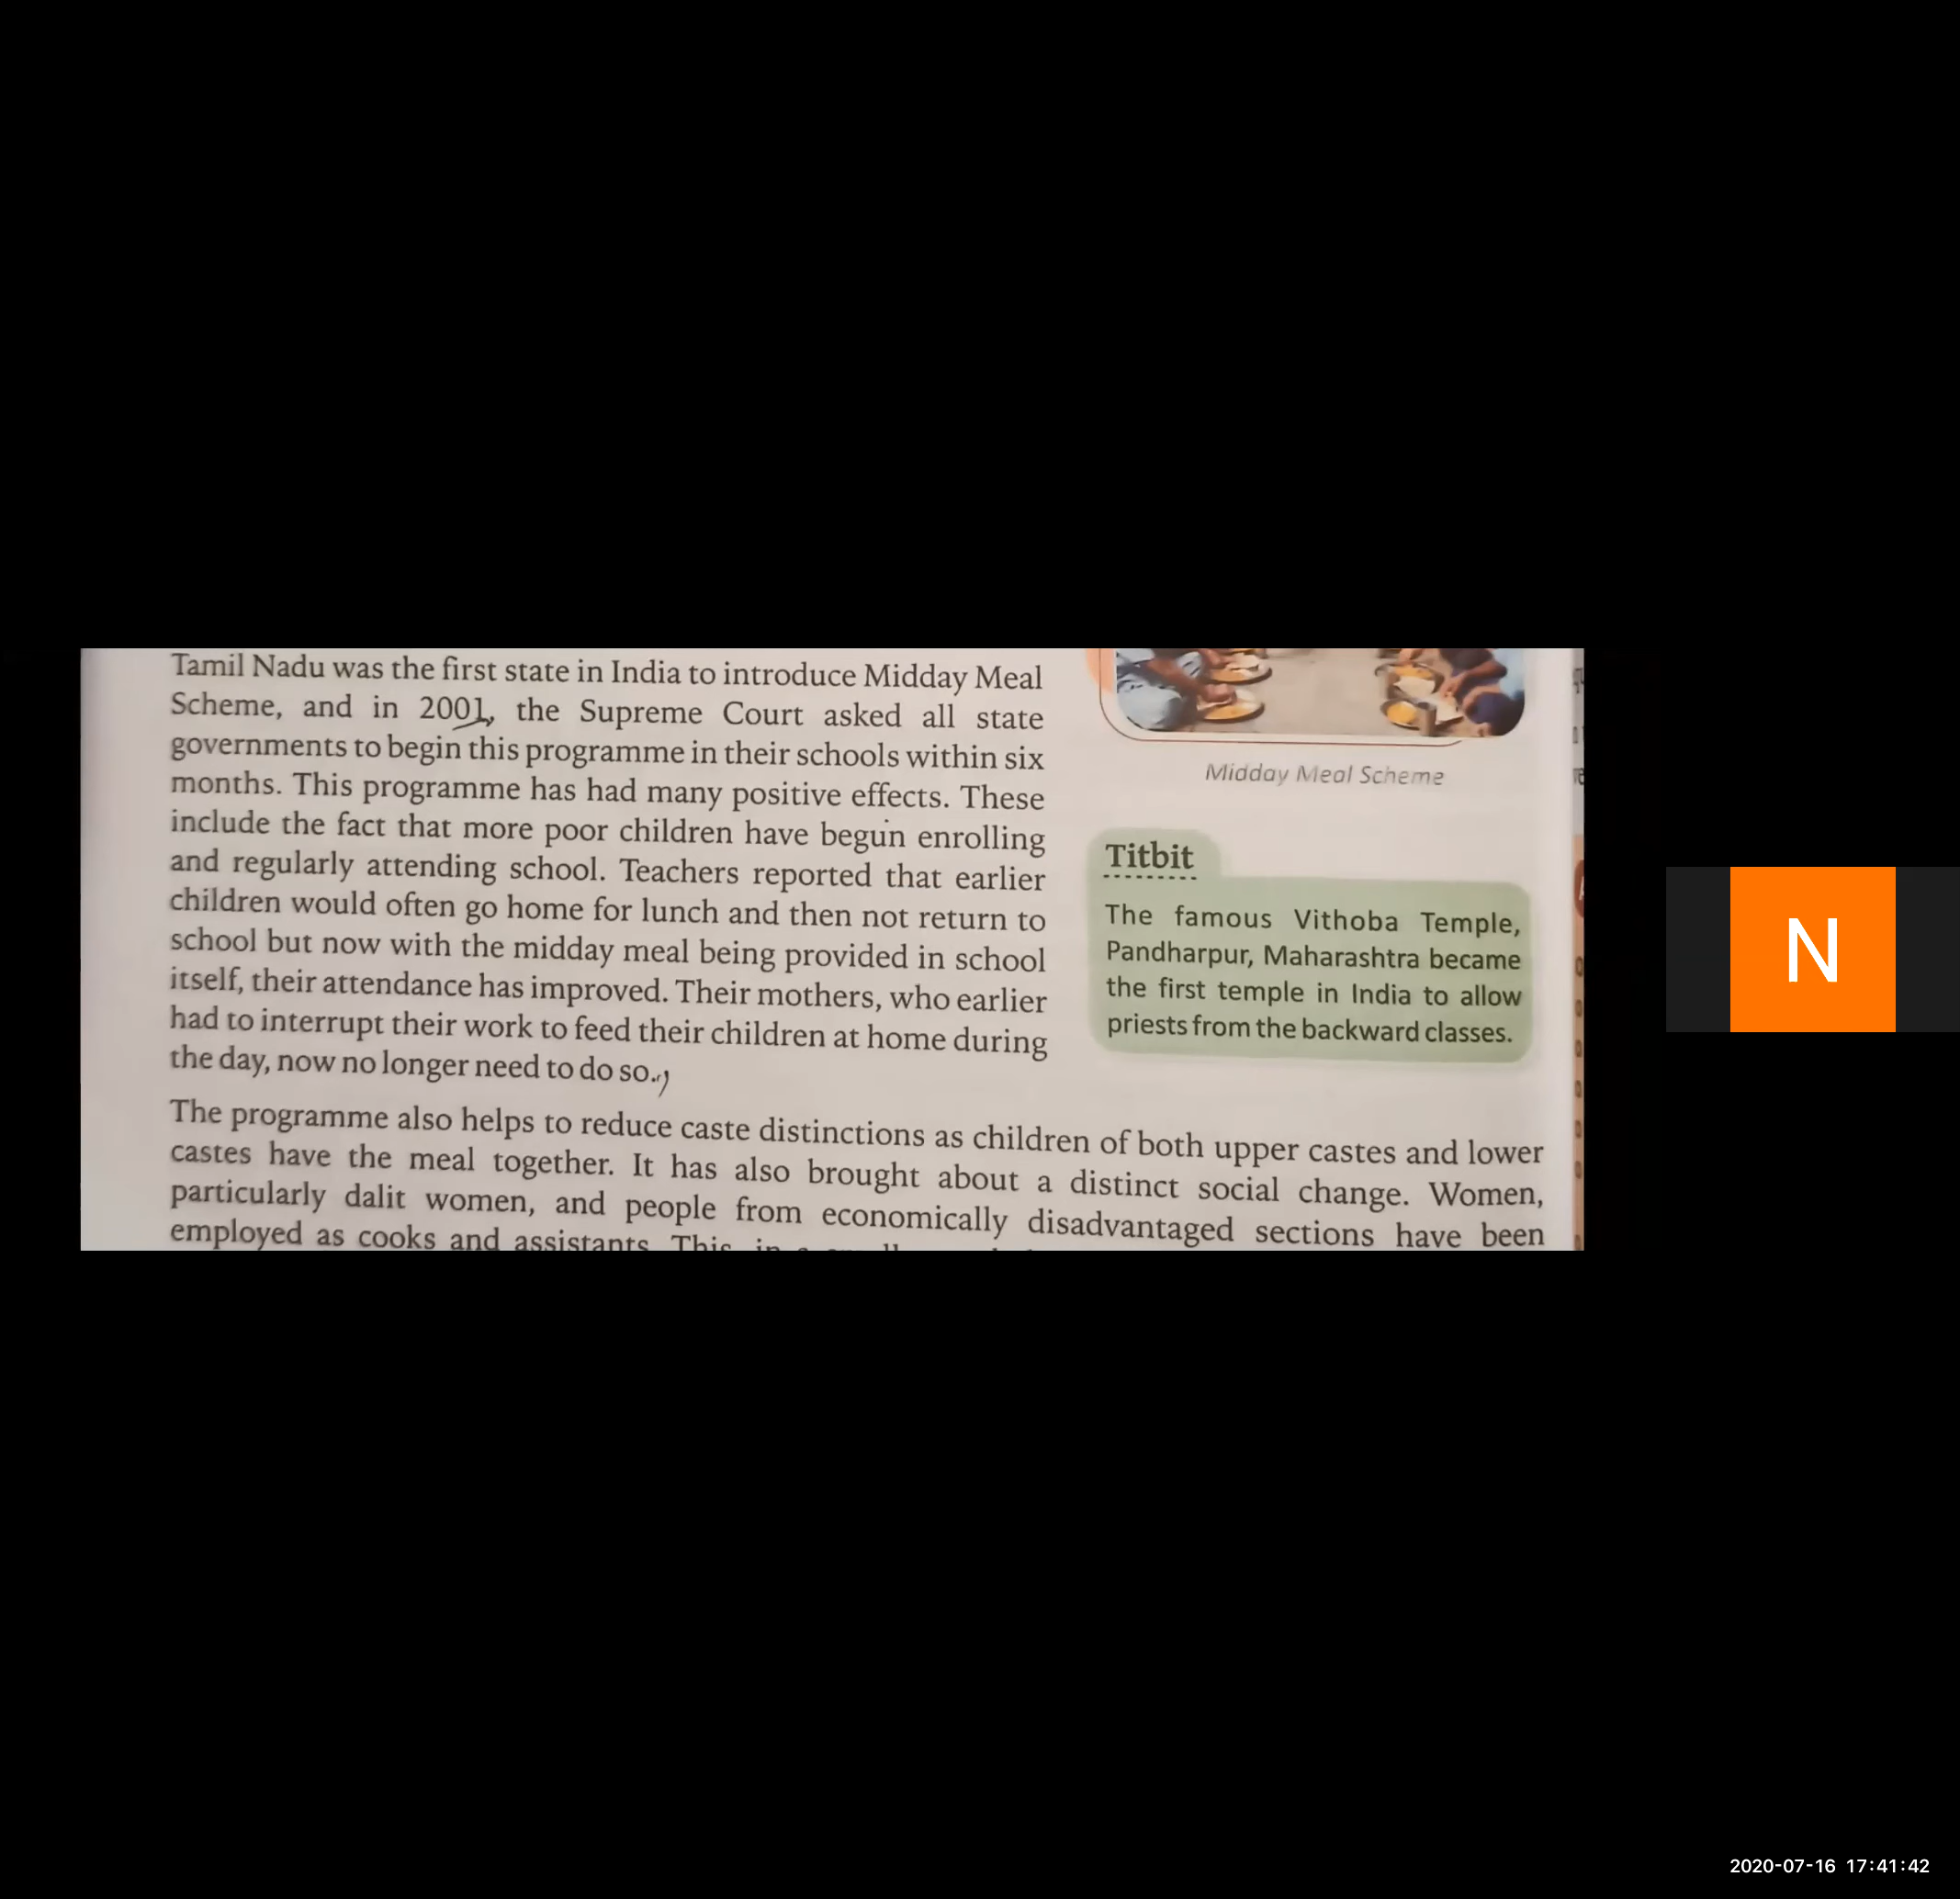 Tamil Nadu was the first state in India to introduce Midday Meal
Scheme, and in 2001, the Supreme Court asked all state
governments to begin this programme in their schools within six
months. This programme has had many positive effects. These
include the fact that more poor children have begun enrolling
and regularly attending school. Teachers reported that earlier
children would often go home for lunch and then not return to
school but now with the midday meal being provided in school
itself, their attendance has improved. Their mothers, who earlier
had to interrupt their work to feed their children at home during
the day, now no longer need to do so.
Midday Meal Scheme
Titbit
The famous Vithoba Temple,
Pandharpur, Maharashtra became
the first temple in India to allow
priests from the backward classes.
The programme also helps to reduce caste distinctions as children of both upper castes and lower
castes have the meal together. It has also brought about a distinct social change. Women,
particularly dalit women, and people from economically disadvantaged sections have been
employed as cooks and assistants. This, in
N
2020-07-16 17:41:42